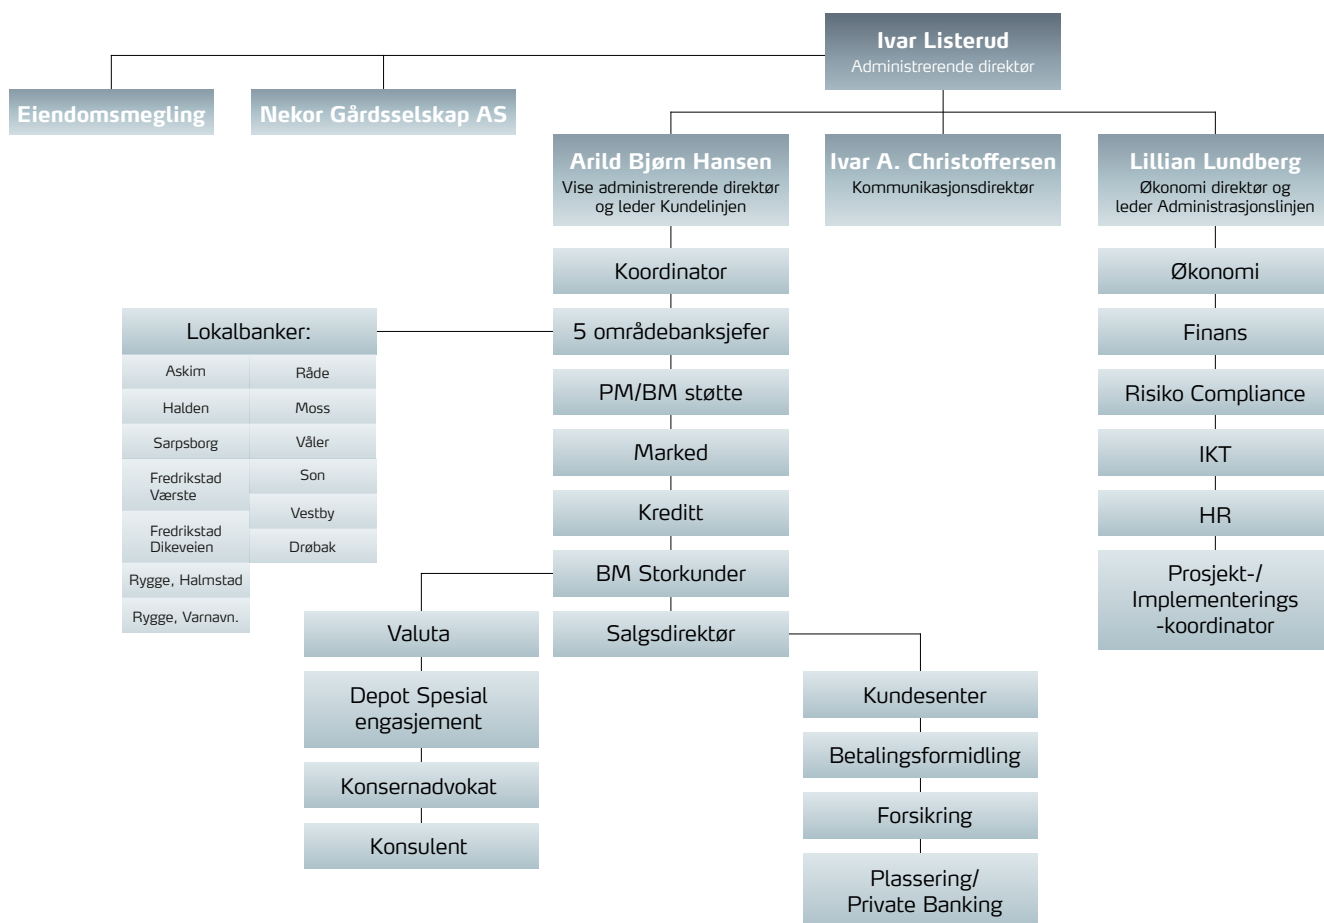 Ivar Listerud
Administrerende direktør
Eiendomsmegling
Nekor Gårdsselskap AS
Arild Bjørn Hansen
Vise administrerende direktør
og leder Kundelinjen
Ivar A. Christoffersen
Kommunikasjonsdirektør
Lillian Lundberg
Økonomi direktør og
leder Administrasjonslinjen
Koordinator
5 områdebanksjefer
PM/BM støtte
Marked
Kreditt
BM Storkunder
Salgsdirektør
Økonomi
Finans
Risiko Compliance
IKT
HR
Prosjekt-/
Implementerings
-koordinator
Lokalbanker:
Askim
Halden
Sarpsborg
Fredrikstad
Værste
Fredrikstad
Dikeveien
Rygge, Halmstad
Rygge, Varnavn.
Råde
Moss
Våler
Son
Vestby
Drøbak
Valuta
Depot Spesial
engasjement
Konsernadvokat
Konsulent
Kundesenter
Betalingsformidling
Forsikring
Plassering/
Private Banking